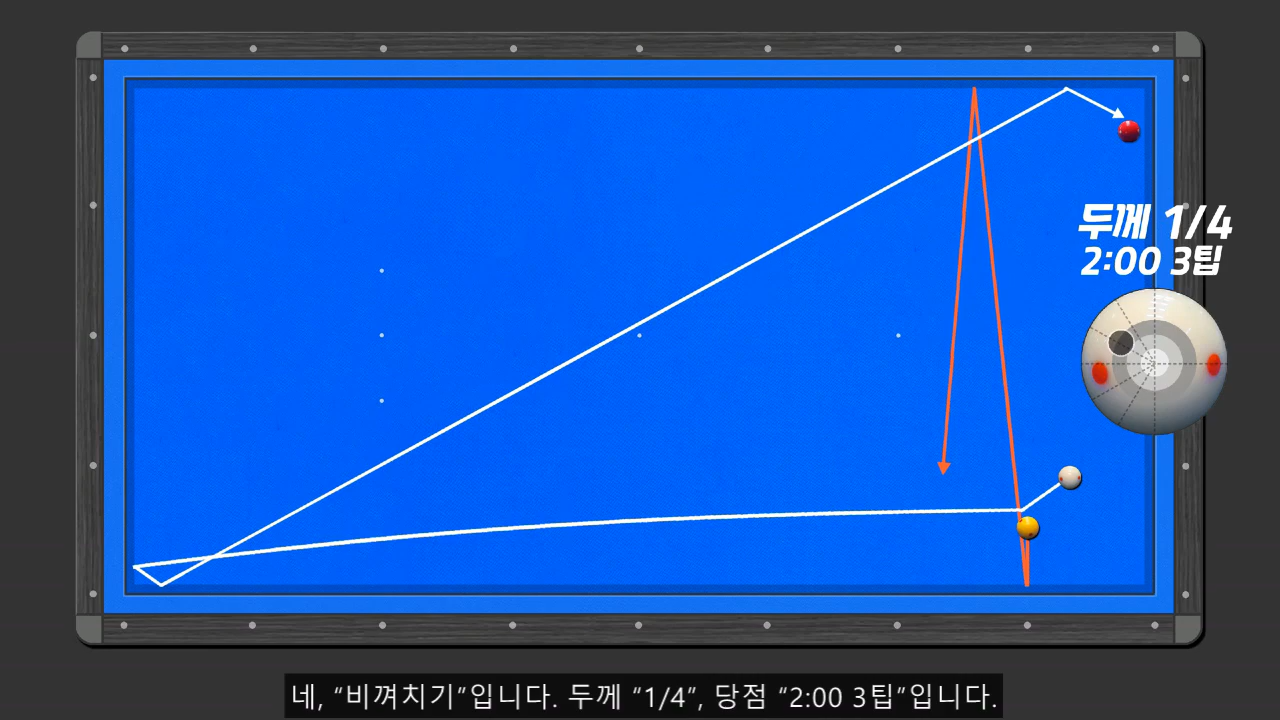 두께 1/4
2:00 3팁
네, “비껴치기”입니다. 두께 “1/4”, 당점 “2:00 3팁”입니다.